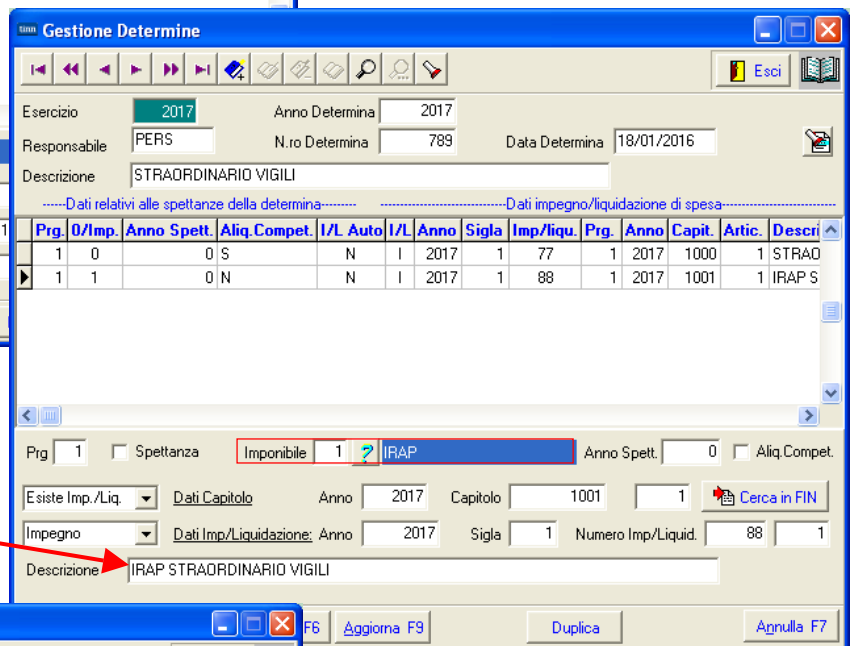 tinn Gestione Determine
Esci
Esercizio 2017 Anno Determina 2017
Responsabile PERS N.ro Determina 789 Data Determina 18/01/2016
Descrizione STRAORDINARIO VIGILI
------Dati relativi alle spettanze della determina--------- -----------------------------Dati impegno/liquidazione di spesa--------------------------
Prg. 0/Imp. Anno Spett. Aliq.Compet. I/L Auto I/L Anno Sigla Imp/liqu. Prg. Anno Capit. Artic. Descri
1 0 0 S N I 2017 1 77 1 2017 1000 1 STRAO
1 1 0 N N I 2017 1 88 1 2017 1001 1 IRAP S
Prg 1 Spettanza Imponibile 1 ? IRAP Anno Spett. 0 Aliq.Compet.
Esiste Imp./Liq. Dati Capitolo Anno 2017 Capitolo 1001 1 Cerca in FIN
Impegno Dati Imp/Liquidazione: Anno 2017 Sigla 1 Numero Imp/Liquid. 88 1
Descrizione IRAP STRAORDINARIO VIGILI
F6 Aggiorna F9 Duplica Annulla F7
1